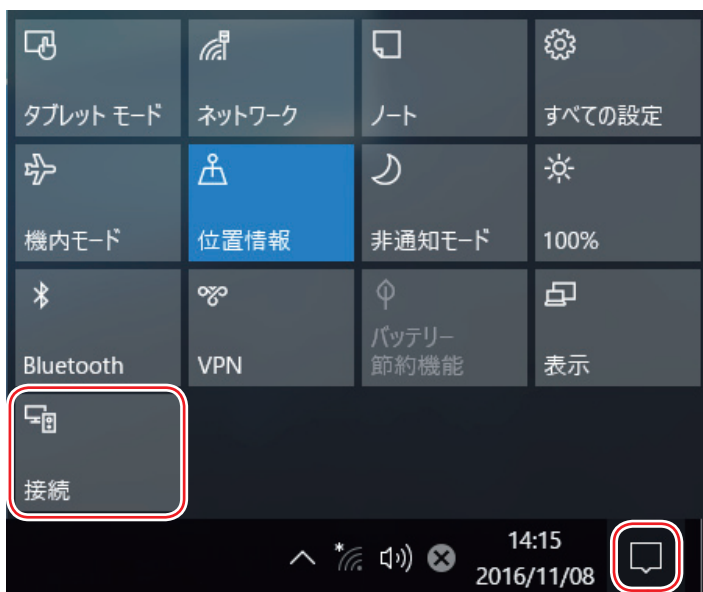 タブレット モード
ネットワーク
ノート
すべての設定
機内モード
位置情報
非通知モード
100%
Bluetooth
VPN
バッテリー
節約機能
表示
接続
14:15
2016/11/08